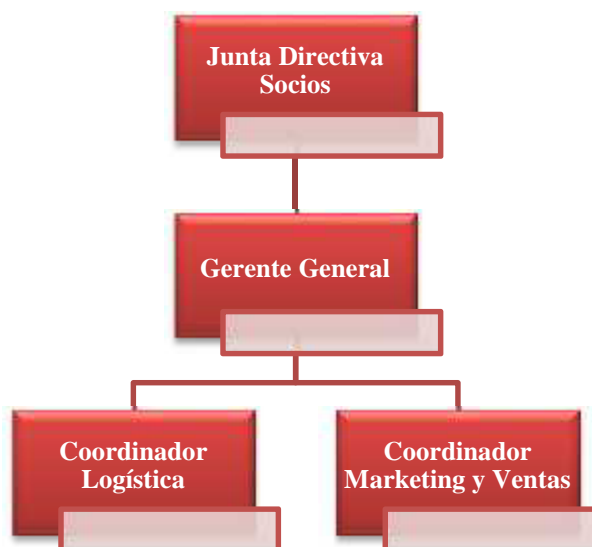 Junta Directiva
Socios
Gerente General
Coordinador
Logística
Coordinador
Marketing y Ventas